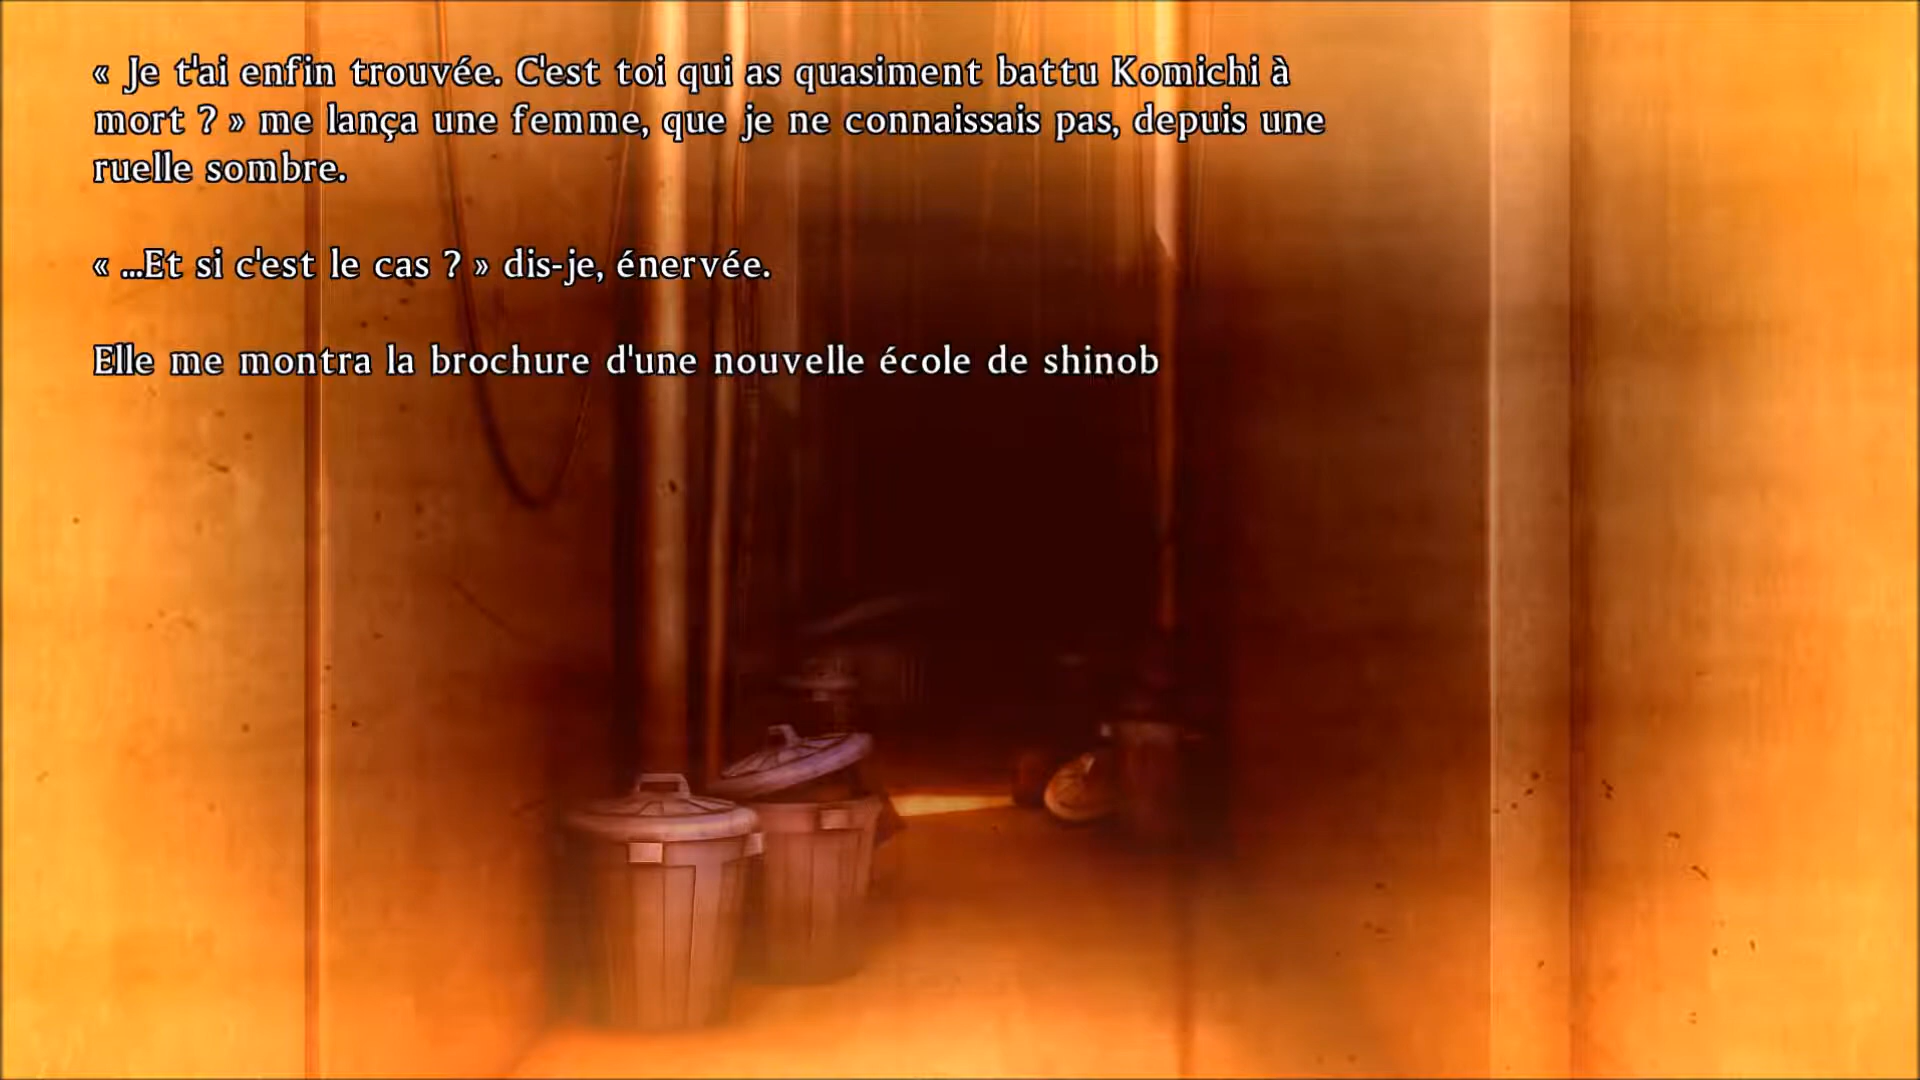 « Je t'ai enfin trouvée. C'est toi qui as quasiment battu Komichi à
mort ? » me lança une femme, que je ne connaissais pas, depuis une
ruelle sombre.
« ...Et si c'est le cas ? » dis-je, énervée.
Elle me montra la brochure d'une nouvelle école de shinob